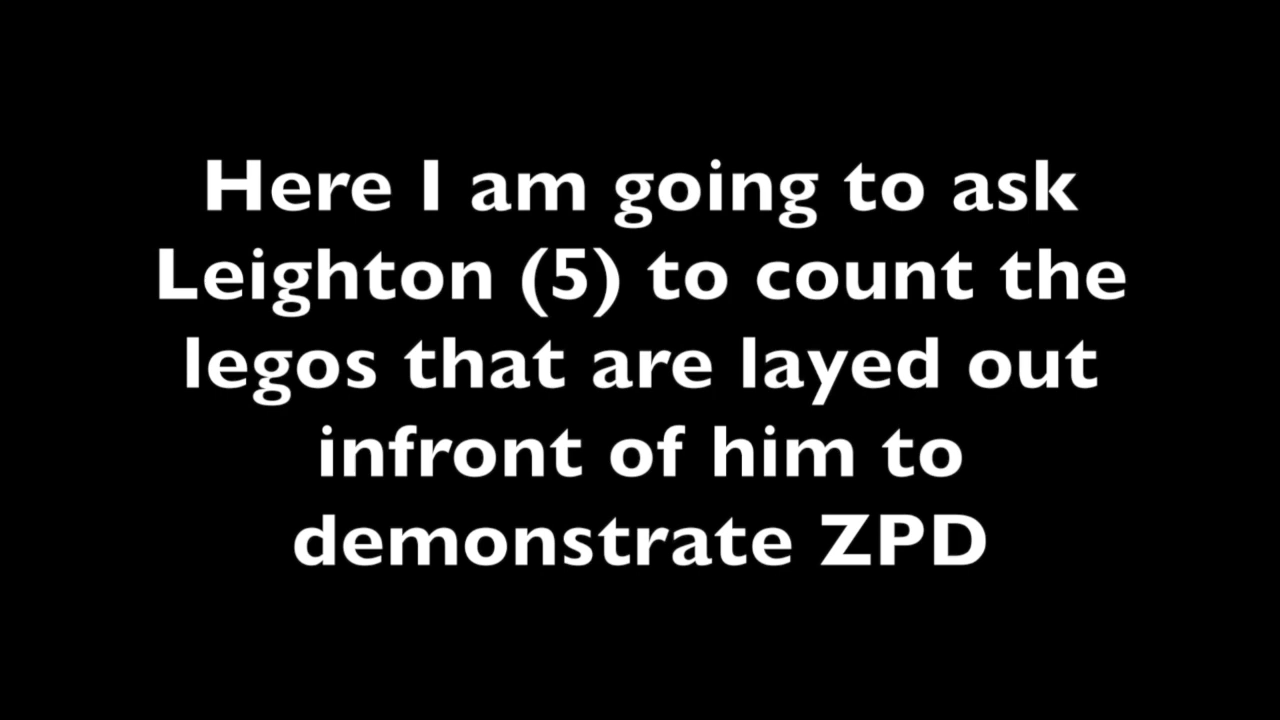 Here I am going to ask
Leighton (5) to count the
legos that are layed out
infront of him to
demonstrate ZPD